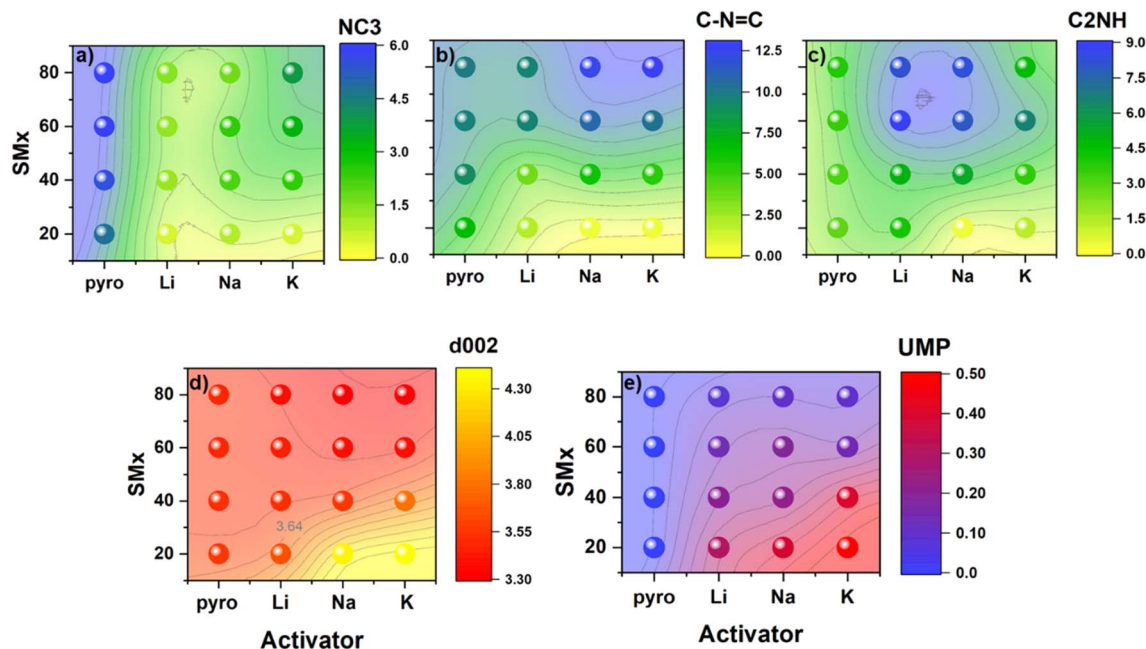 NC3
C-N=C
C2NH
a)
b)
c)
SMx
80
60
40
20
pyro Li Na K
6.0
4.5
3.0
1.5
0.0
pyro Li Na K
12.5
10.0
7.50
5.00
2.50
0.00
pyro Li Na K
9.0
7.5
6.0
4.5
3.0
1.5
0.0
d002
UMP
d)
e)
SMx
80
60
40
20
3.64
pyro Li Na K
Activator
4.30
4.05
3.80
3.55
3.30
SMx
80
60
40
20
pyro Li Na K
Activator
0.50
0.40
0.30
0.20
0.10
0.0